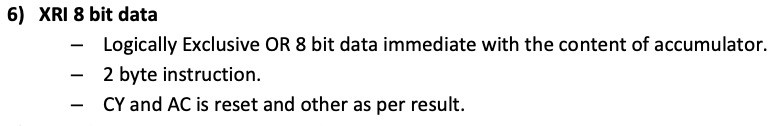 6) XRI 8 bit data
– Logically Exclusive OR 8 bit data immediate with the content of accumulator.
– 2 byte instruction.
– CY and AC is reset and other as per result.